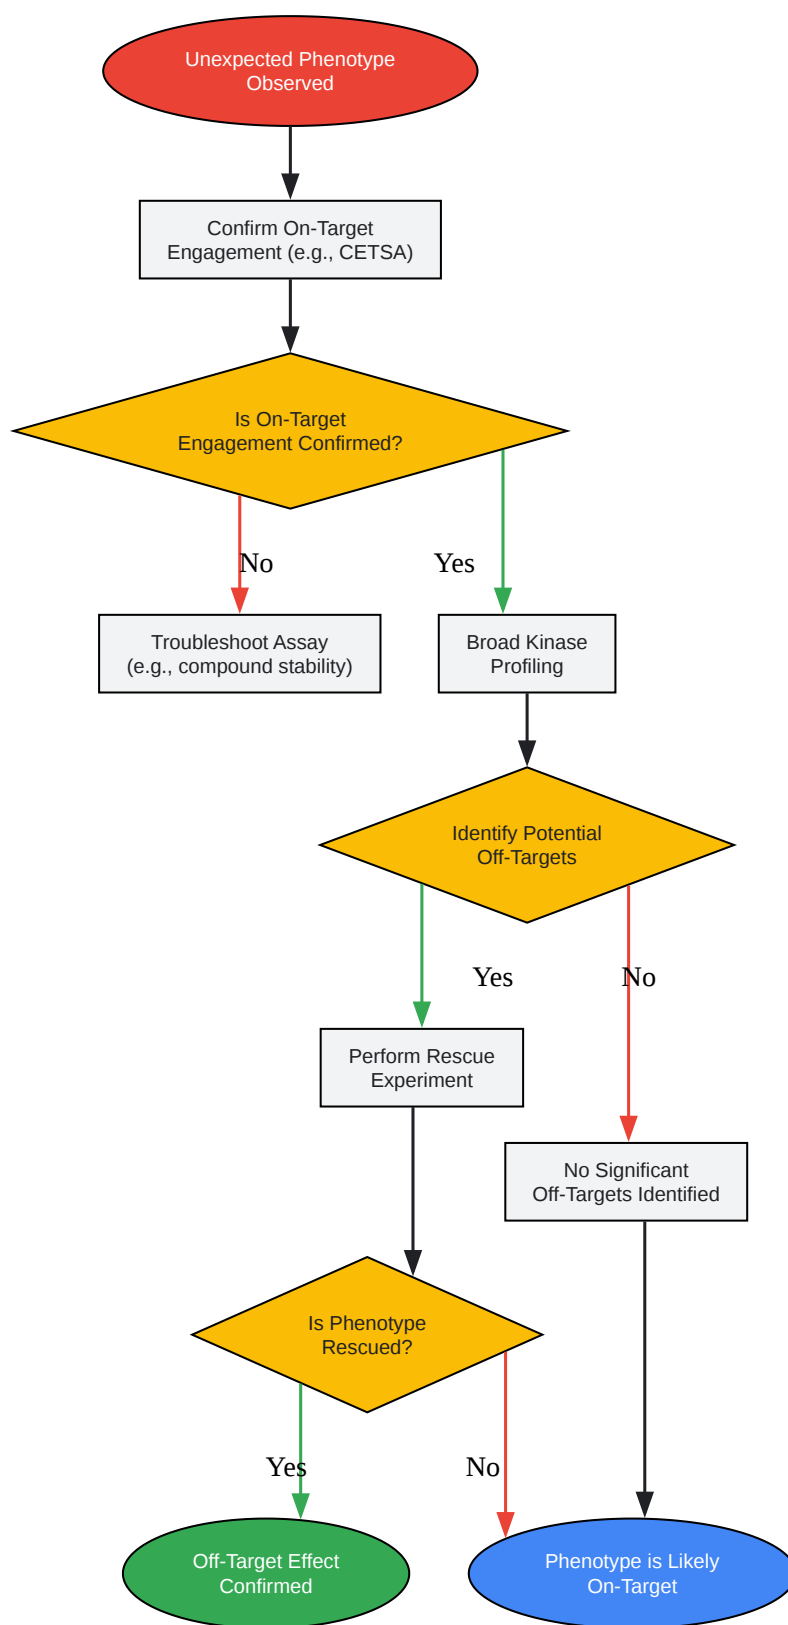 Unexpected Phenotype
Observed
Confirm On-Target
Engagement (e.g., CETSA)
Is On-Target
Engagement Confirmed?
No
Yes
Troubleshoot Assay
(e.g., compound stability)
Broad Kinase
Profiling
Identify Potential
Off-Targets
Yes
No
Perform Rescue
Experiment
No Significant
Off-Targets Identified
Is Phenotype
Rescued?
Yes
No
Off-Target Effect
Confirmed
Phenotype is Likely
On-Target